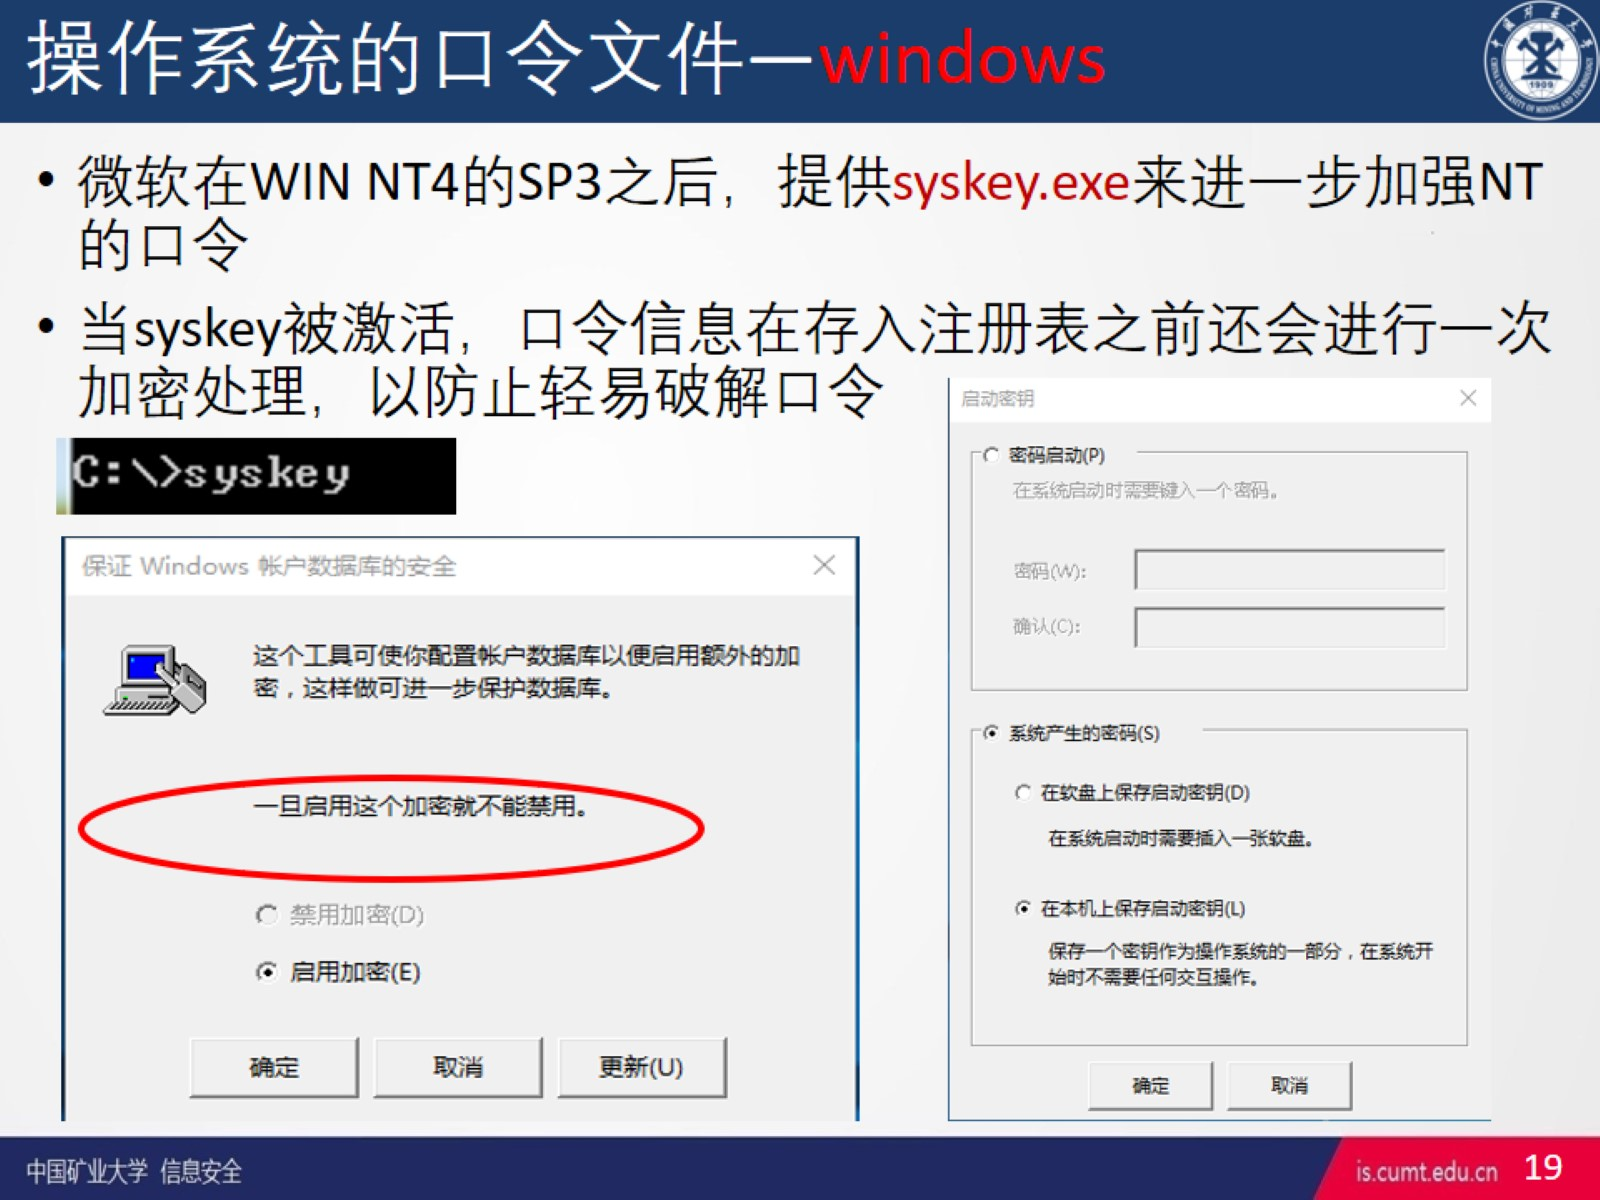 操作系统的口令文件—windows
• 微软在WIN NT4的SP3之后，提供syskey.exe来进一步加强NT
的口令
• 当syskey被激活，口令信息在存入注册表之前还会进行一次
加密处理，以防止轻易破解口令
C:\>syskey
保证 Windows 帐户数据库的安全
这个工具可使你配置帐户数据库以便启用额外的加
密，这样做可进一步保护数据库。
一旦启用这个加密就不能禁用。
禁用加密(D)
启用加密(E)
确定 取消 更新(U)
启动密钥
密码启动(P)
在系统启动时需要键入一个密码。
密码(W):
确认(C):
系统产生的密码(S)
在软盘上保存启动密钥(D)
在系统启动时需要插入一张软盘。
在本机上保存启动密钥(L)
保存一个密钥作为操作系统的一部分，在系统开
始时不需要任何交互操作。
确定 取消
中国矿业大学 信息安全
is.cumt.edu.cn 19
1909
CHINA UNIVERSITY OF MINING AND TECHNOLOGY